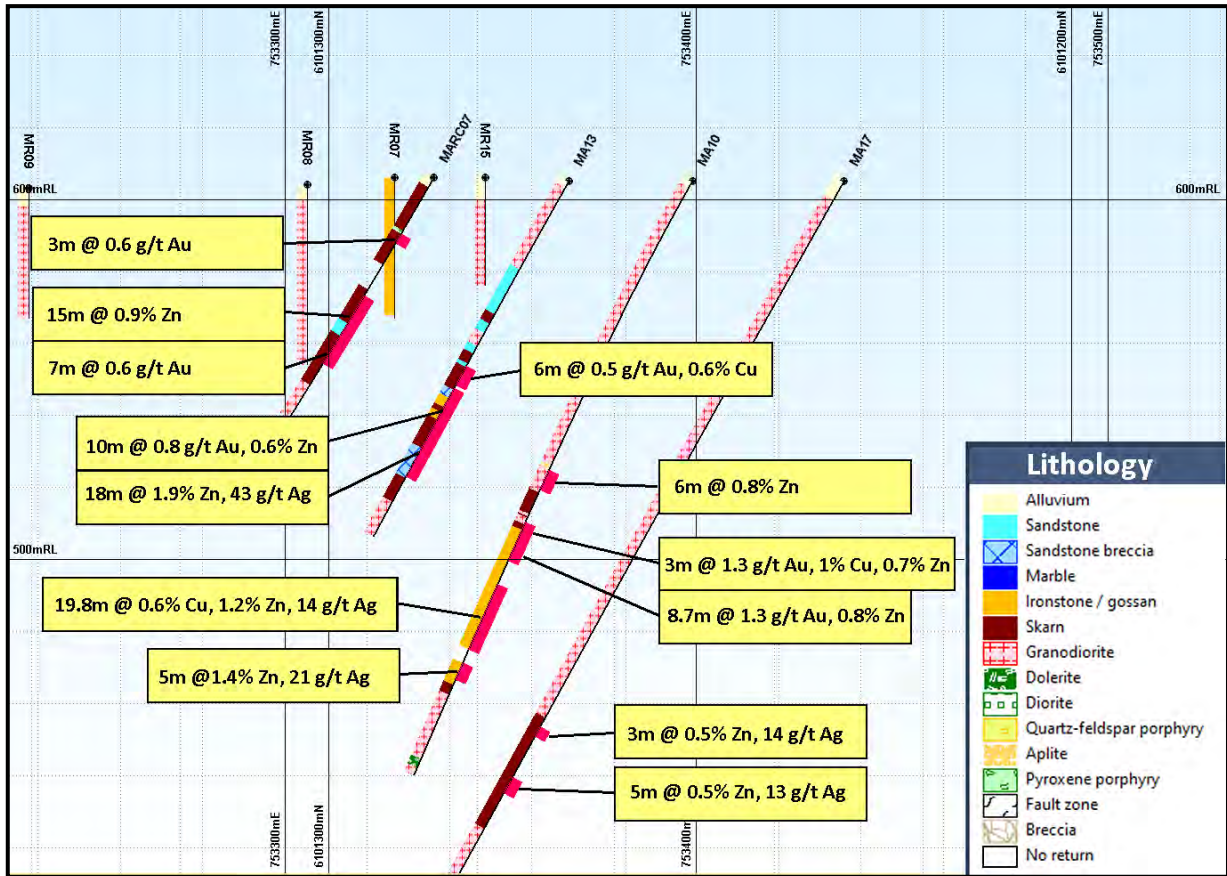 753300mE
6101300mN
753400mE
6101200mN
753500mE
MR09
MR08
MR07
MARC07
MR15
MA13
MA10
MA17
600mRL
600mRL
3m @ 0.6 g/t Au
15m @ 0.9% Zn
7m @ 0.6 g/t Au
6m @ 0.5 g/t Au, 0.6% Cu
10m @ 0.8 g/t Au, 0.6% Zn
18m @ 1.9% Zn, 43 g/t Ag
6m @ 0.8% Zn
500mRL
3m @ 1.3 g/t Au, 1% Cu, 0.7% Zn
19.8m @ 0.6% Cu, 1.2% Zn, 14 g/t Ag
8.7m @ 1.3 g/t Au, 0.8% Zn
5m @1.4% Zn, 21 g/t Ag
3m @ 0.5% Zn, 14 g/t Ag
5m @ 0.5% Zn, 13 g/t Ag
753300mE
6101300mN
753400mE
Lithology
Alluvium
Sandstone
Sandstone breccia
Marble
Ironstone / gossan
Skarn
Granodiorite
Dolerite
Diorite
Quartz-feldspar porphyry
Aplite
Pyroxene porphyry
Fault zone
Breccia
No return